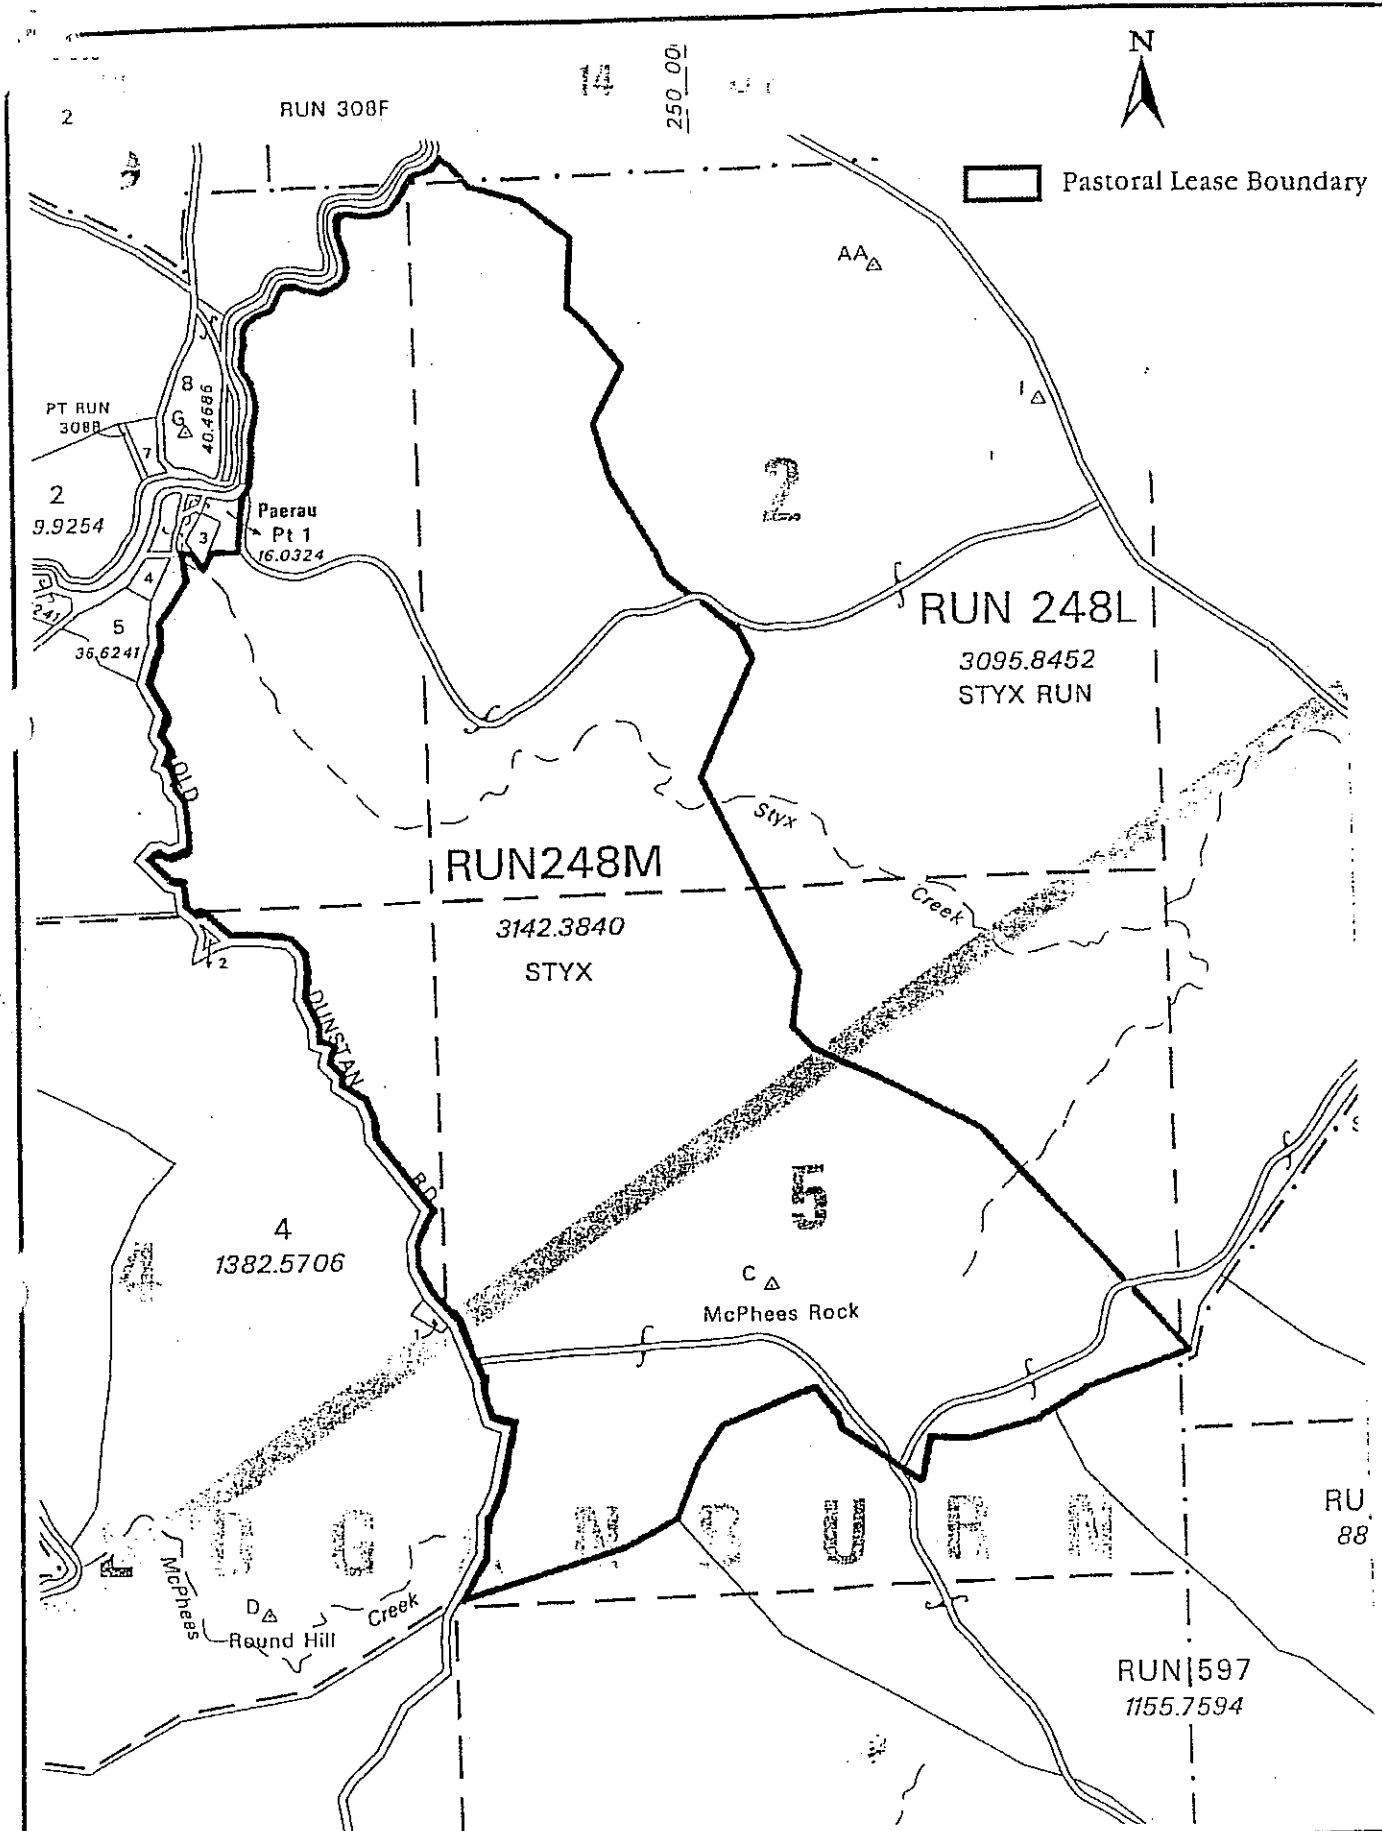 N
14
250 00
2
RUN 308F
Pastoral Lease Boundary
AA
I
8
40.4686
G
PT RUN
308B
7
2
2
9.9254
Paerau
Pt 1
16.0324
3
4
5
36.6241
241
RUN 248L
3095.8452
STYX RUN
OLD
Styx
Creek
RUN248M
3142.3840
STYX
2
DUNSTAN
RD
5
4
1382.5706
4
C
McPhees Rock
1
LOGANBURN
RU
88
McPhees
Creek
D
Round Hill
RUN 597
1155.7594